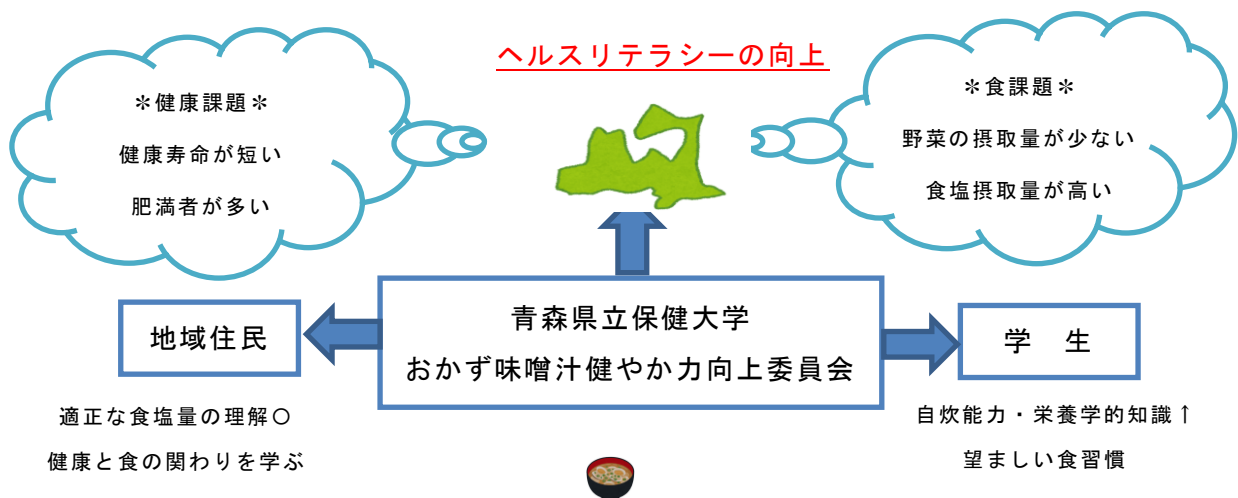 ヘルスリテラシーの向上
＊健康課題＊
健康寿命が短い
肥満者が多い
＊食課題＊
野菜の摂取量が少ない
食塩摂取量が高い
地域住民
青森県立保健大学
おかず味噌汁健やか力向上委員会
学　生
適正な食塩量の理解〇
健康と食の関わりを学ぶ
自炊能力・栄養学的知識↑
望ましい食習慣